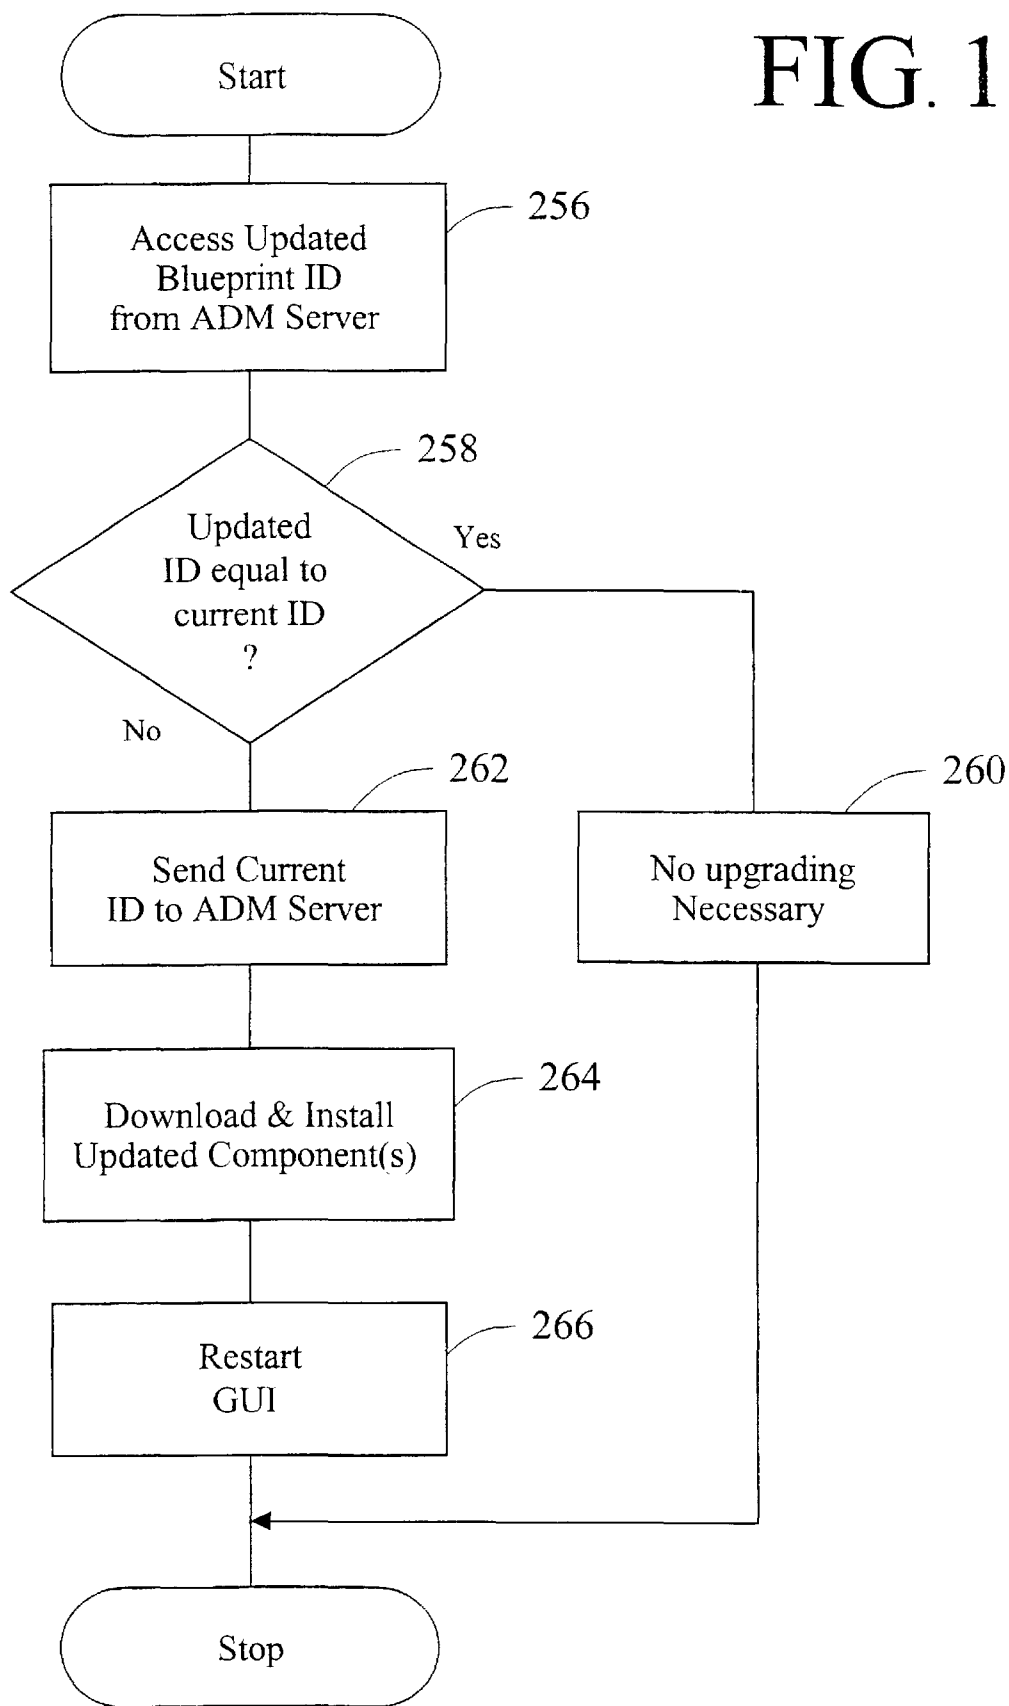 FIG. 1
Start
256
Access Updated
Blueprint ID
from ADM Server
258
Updated
ID equal to
current ID
?
Yes
No
262
Send Current
ID to ADM Server
260
No upgrading
Necessary
264
Download & Install
Updated Component(s)
266
Restart
GUI
Stop